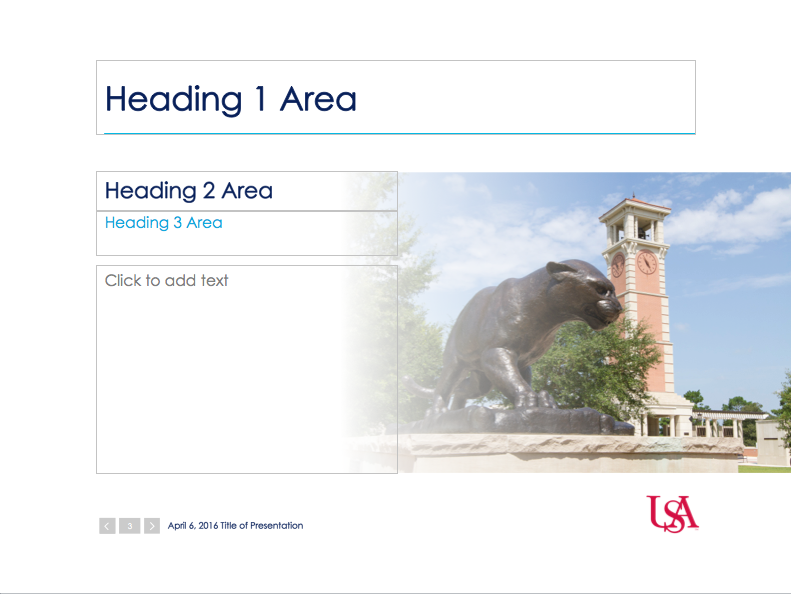 Heading 1 Area
Heading 2 Area
Heading 3 Area
Click to add text
< 3 > April 6, 2016 Title of Presentation
USA